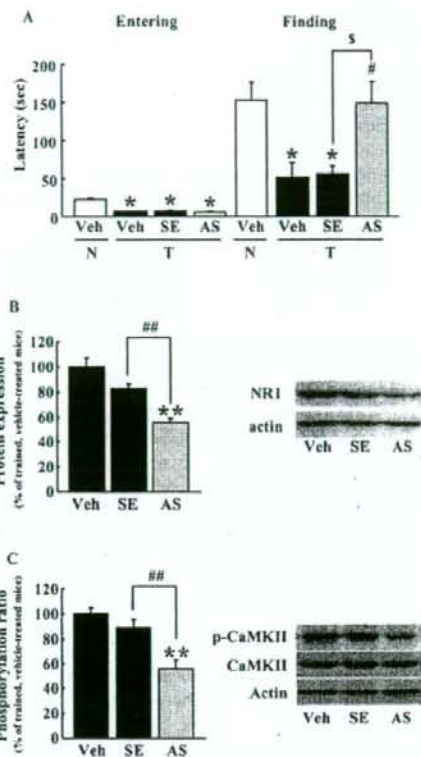 A
Entering Finding
$
#
Latency (sec)
200
150
100
50
0
* * * * *
Veh Veh SE AS Veh Veh SE AS
N T N T
B
Protein expression
(% of trained, vehicle-treated mice)
120
100
80
60
40
20
0
##
**
Veh SE AS
NR1
actin
Veh SE AS
C
Phosphorylation ratio
(% of trained, vehicle-treated mice)
120
100
80
60
40
20
0
##
**
Veh SE AS
p-CaMKII
CaMKII
Actin
Veh SE AS